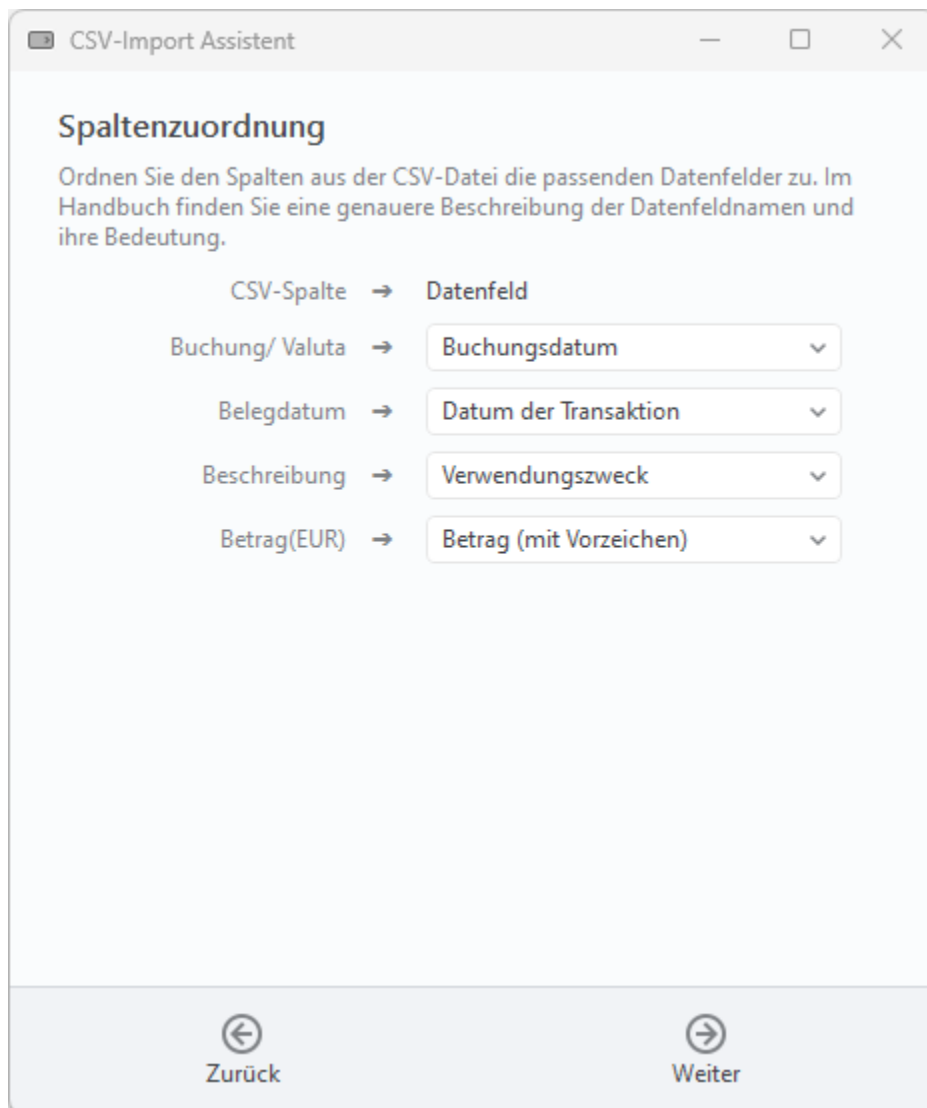 CSV-Import Assistent
Spaltenzuordnung
Ordnen Sie den Spalten aus der CSV-Datei die passenden Datenfelder zu. Im
Handbuch finden Sie eine genauere Beschreibung der Datenfeldnamen und
ihre Bedeutung.
CSV-Spalte ➔ Datenfeld
Buchung/ Valuta ➔ Buchungsdatum
Belegdatum ➔ Datum der Transaktion
Beschreibung ➔ Verwendungszweck
Betrag(EUR) ➔ Betrag (mit Vorzeichen)
Zurück Weiter